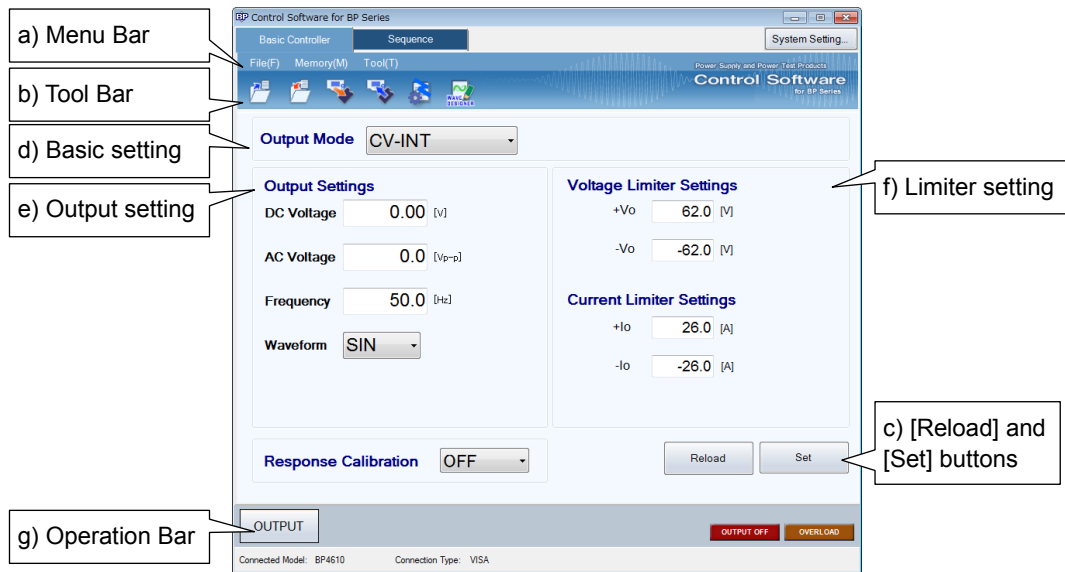 a) Menu Bar
b) Tool Bar
d) Basic setting
e) Output setting
g) Operation Bar
BP Control Software for BP Series
Basic Controller Sequence System Setting...
File(F) Memory(M) Tool(T)
Power Supply and Power Test Products
Control Software
for BP Series
WAVE
DESIGNER
Output Mode CV-INT
Output Settings
DC Voltage 0.00 [V]
AC Voltage 0.0 [Vp-p]
Frequency 50.0 [Hz]
Waveform SIN
Voltage Limiter Settings
+Vo 62.0 [V]
-Vo -62.0 [V]
Current Limiter Settings
+Io 26.0 [A]
-Io -26.0 [A]
Response Calibration OFF
Reload Set
OUTPUT
OUTPUT OFF OVERLOAD
Connected Model: BP4610 Connection Type: VISA
f) Limiter setting
c) [Reload] and
[Set] buttons